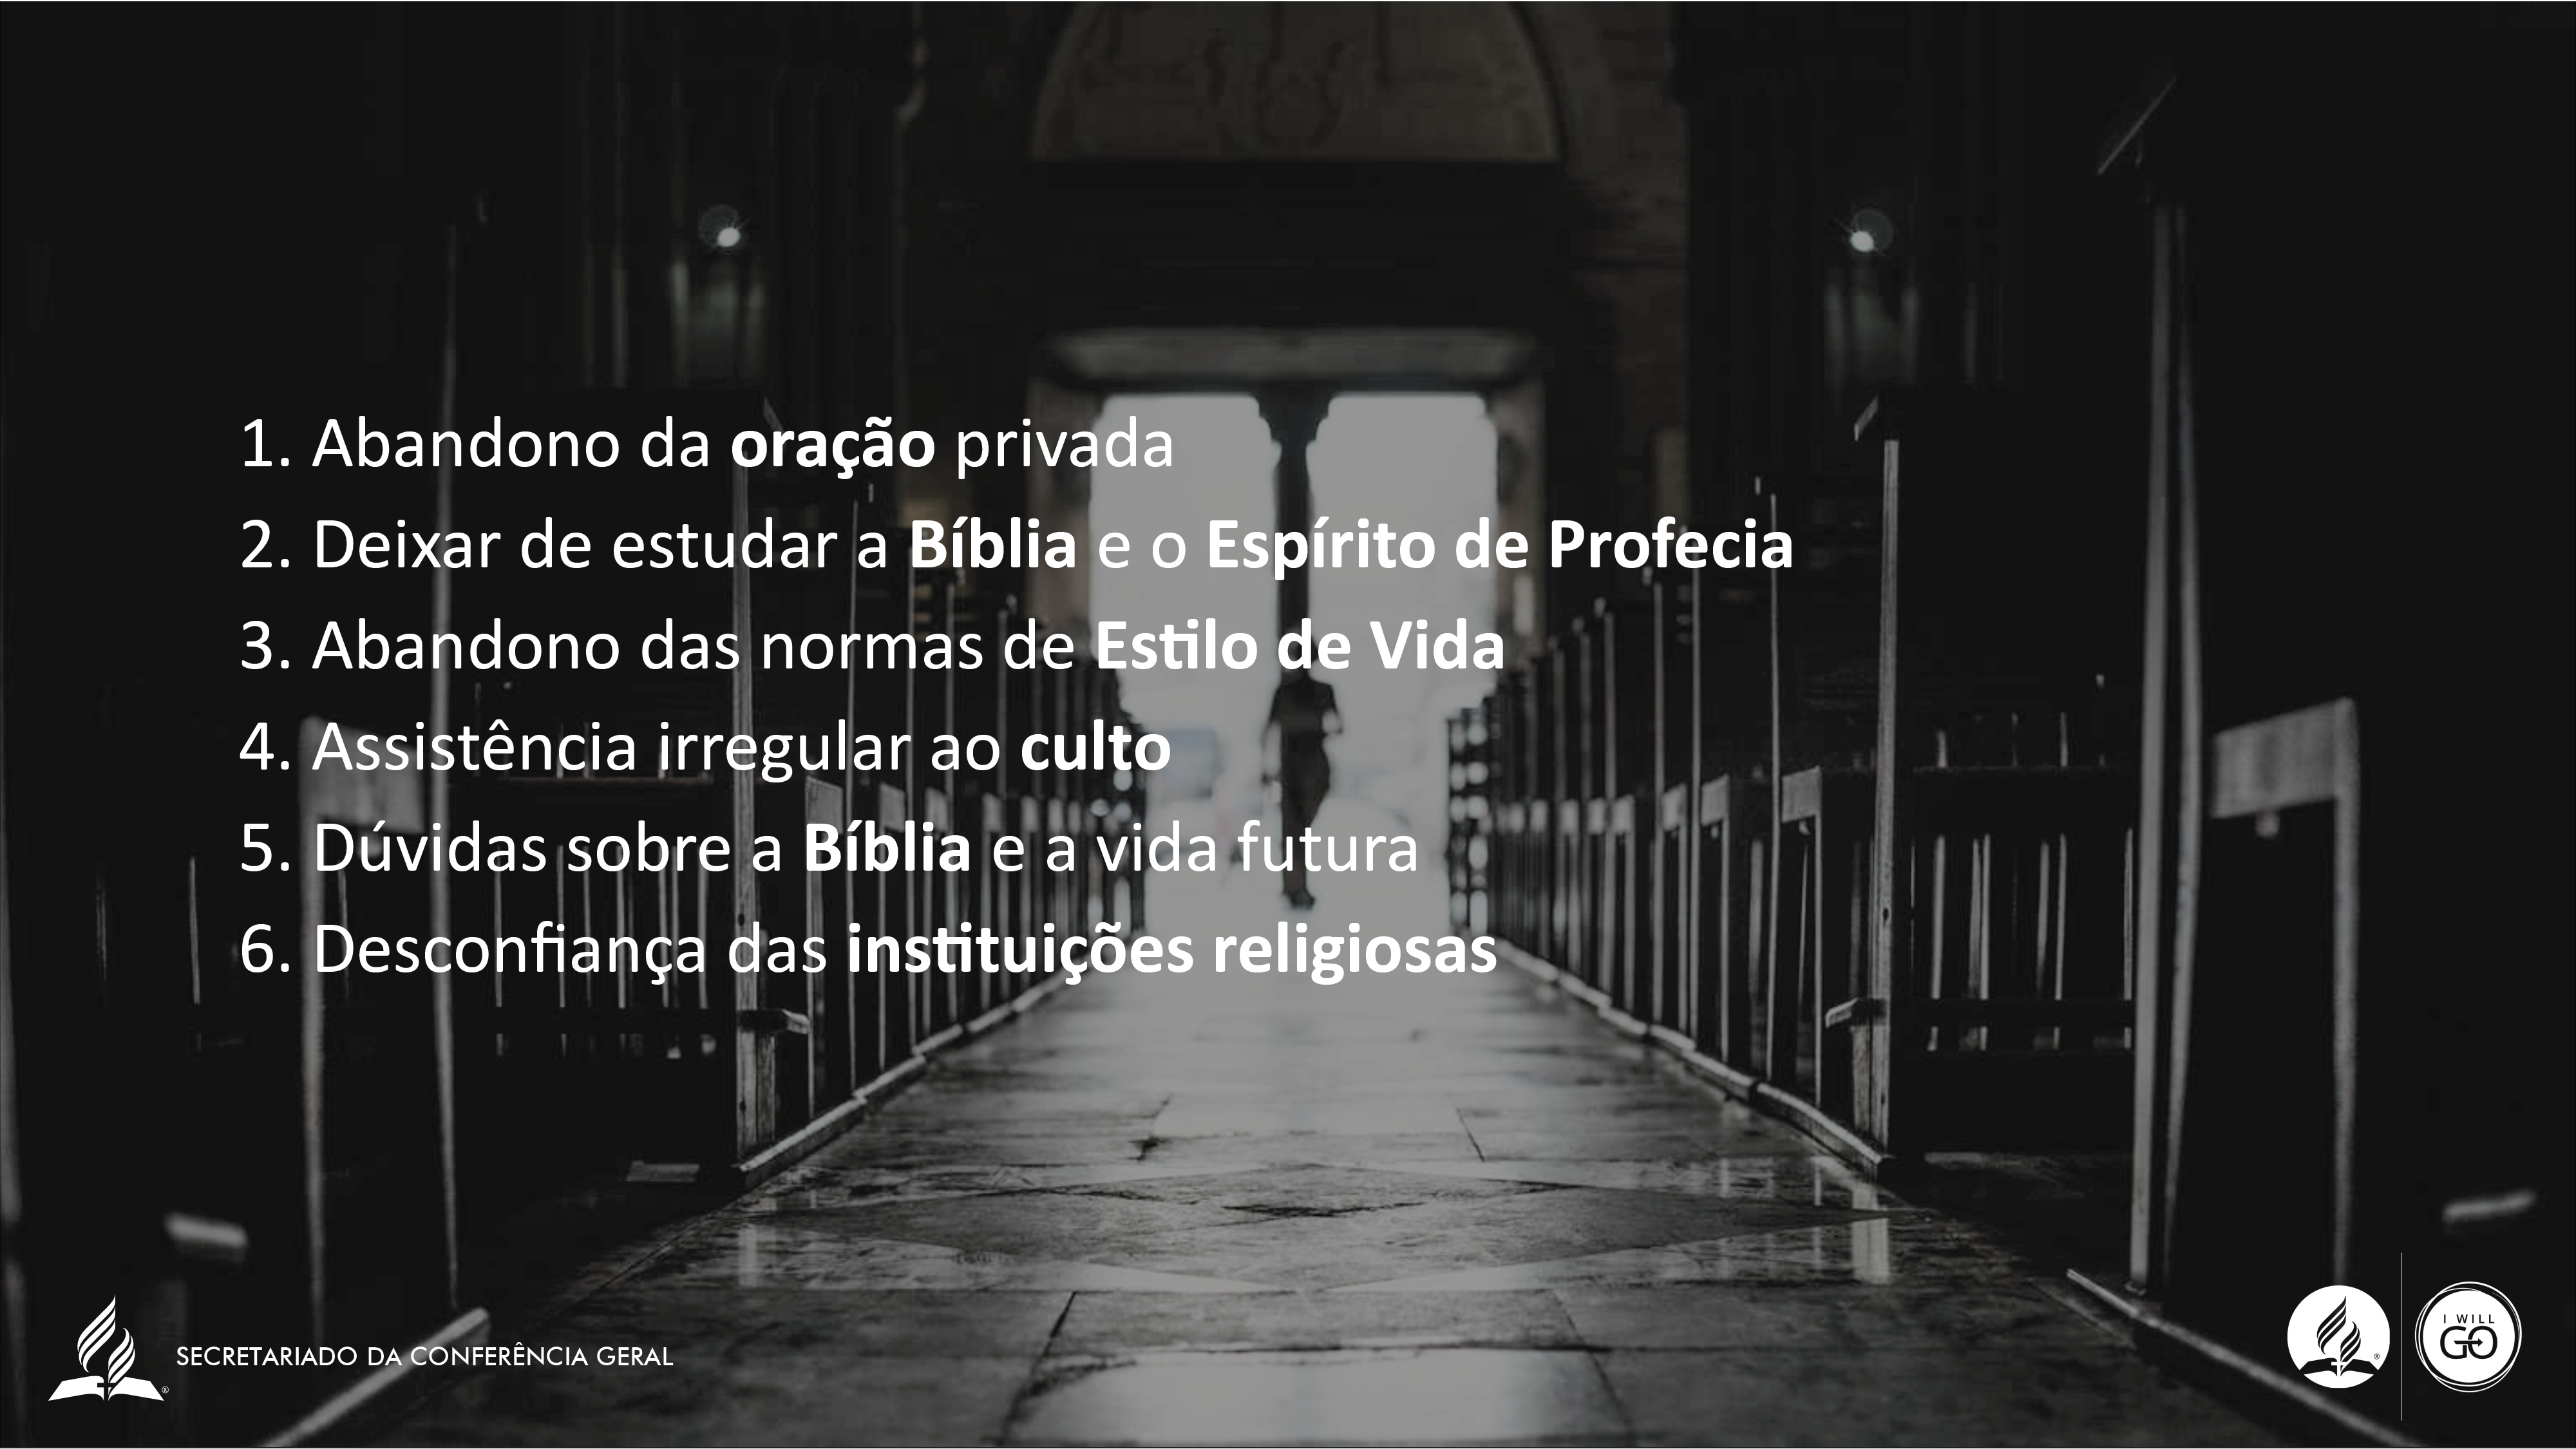 1. Abandono da oração privada
2. Deixar de estudar a Bíblia e o Espírito de Profecia
3. Abandono das normas de Estilo de Vida
4. Assistência irregular ao culto
5. Dúvidas sobre a Bíblia e a vida futura
6. Desconfiança das instituições religiosas
SECRETARIADO DA CONFERÊNCIA GERAL
I WILL
GO